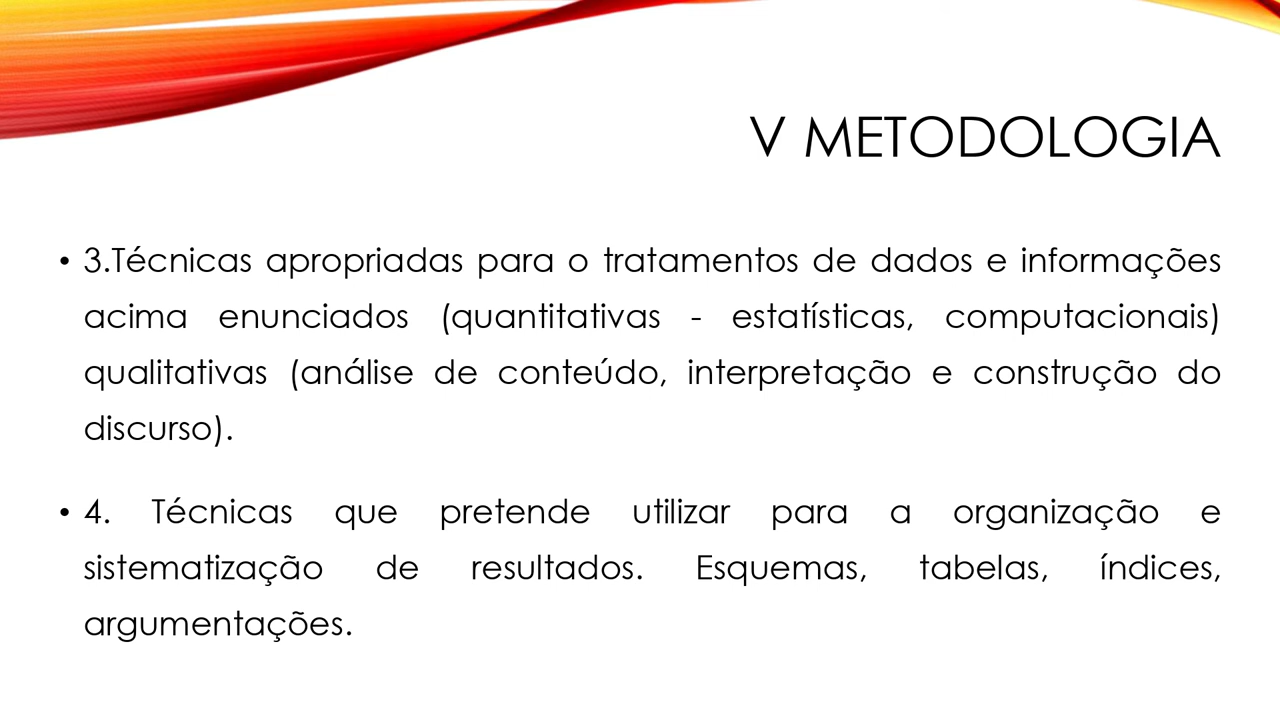 V METODOLOGIA
• 3.Técnicas apropriadas para o tratamentos de dados e informações
acima enunciados (quantitativas - estatísticas, computacionais)
qualitativas (análise de conteúdo, interpretação e construção do
discurso).
• 4. Técnicas que pretende utilizar para a organização e
sistematização de resultados. Esquemas, tabelas, índices,
argumentações.